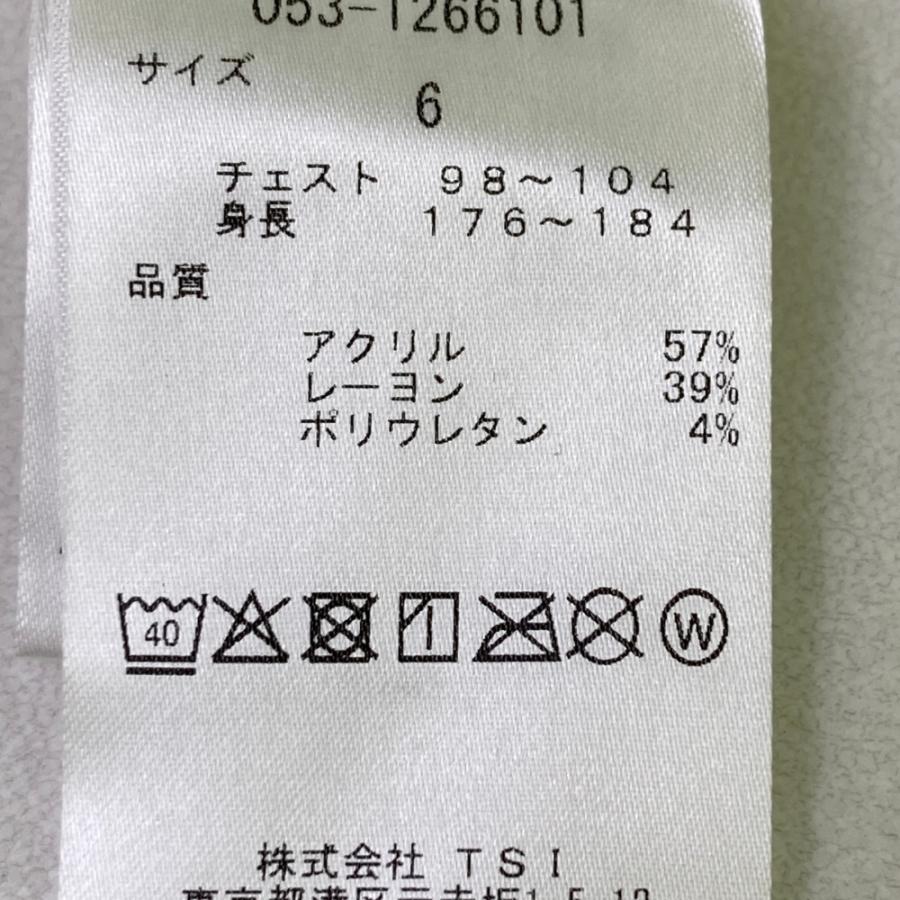 053-1266101
サイズ
6
チェスト 98～104
身長 176～184
品質
アクリル 57%
レーヨン 39%
ポリウレタン 4%
40 W
株式会社 TSI